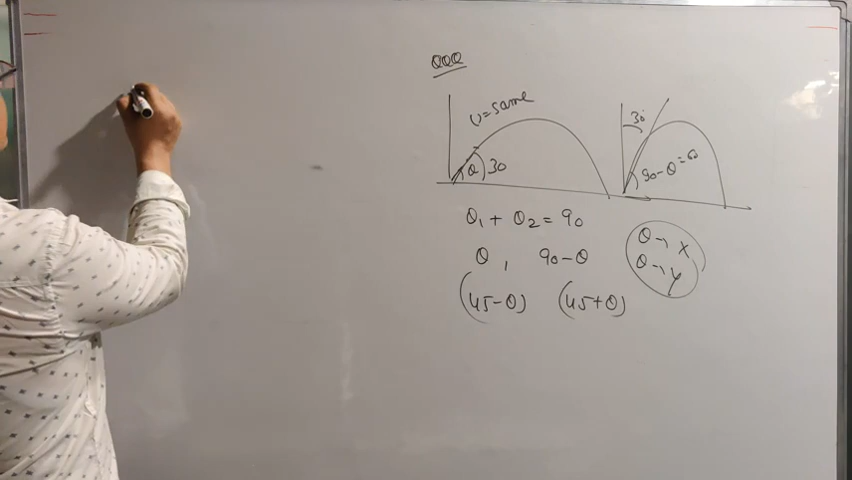 QQQ
U=same
θ 30
30
90-θ=60
θ₁ + θ₂ = 90
θ, 90-θ
(45-θ) (45+θ)
θ→x
θ→y